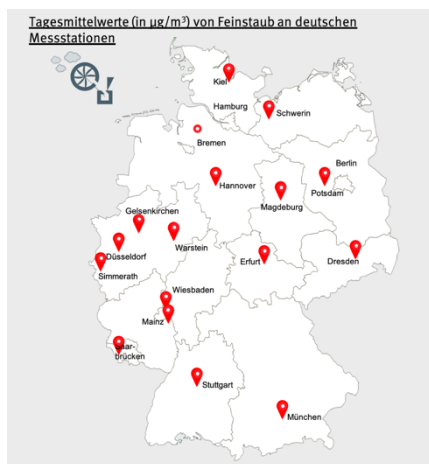 Tagesmittelwerte (in µg/m³) von Feinstaub an deutschen
Messstationen
Kiel
Hamburg
Schwerin
Bremen
Berlin
Hannover
Potsdam
Magdeburg
Gelsenkirchen
Warstein
Düsseldorf
Erfurt
Dresden
Simmerath
Wiesbaden
Mainz
Saar-
brücken
Stuttgart
München